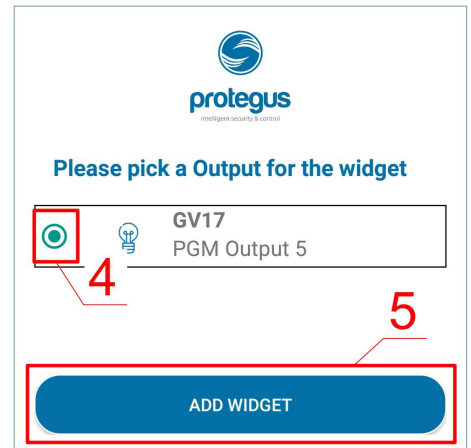 protegus
intelligent security & control
Please pick a Output for the widget
GV17
PGM Output 5
4
5
ADD WIDGET